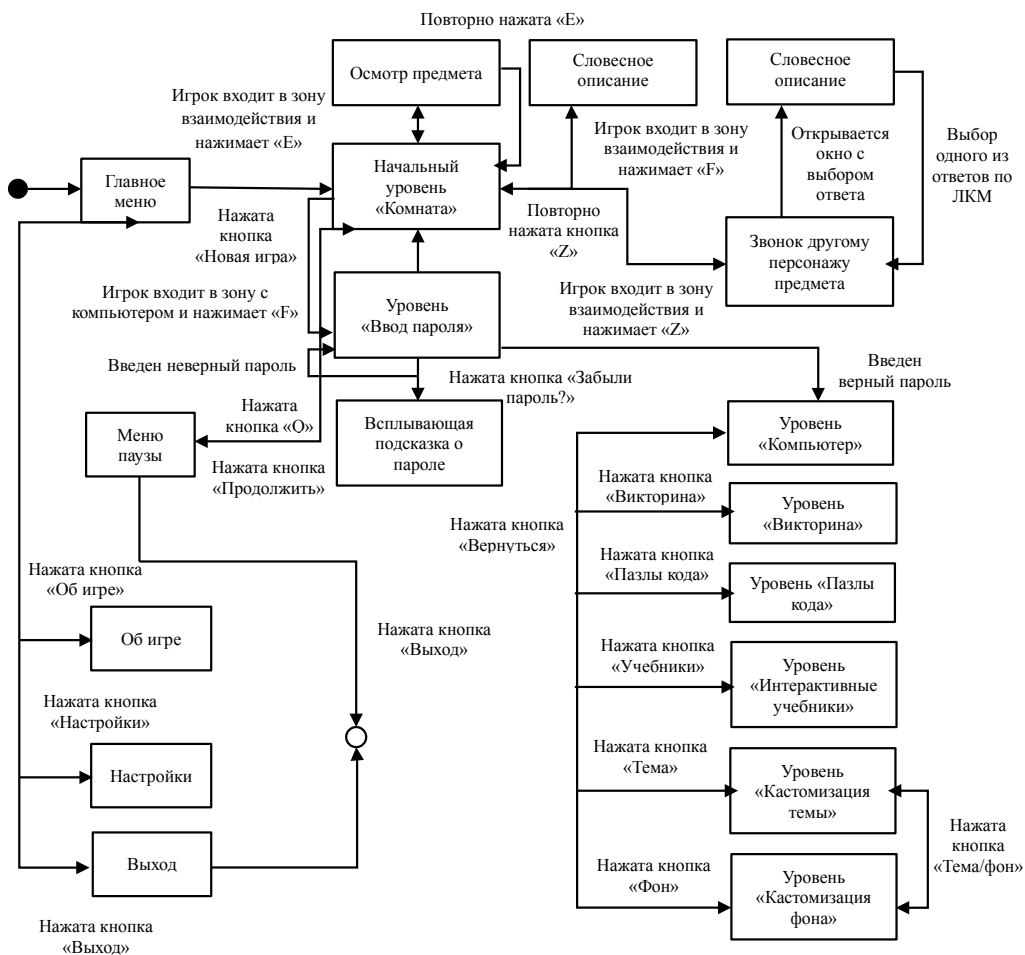 Повторно нажата «Е»
Осмотр предмета
Словесное
описание
Словесное
описание
Игрок входит в зону
взаимодействия и
нажимает «Е»
Игрок входит в зону
взаимодействия и
нажимает «F»
Открывается
окно с
выбором
ответа
Выбор
одного из
ответов по
ЛКМ
Главное
меню
Начальный
уровень
«Комната»
Нажата
кнопка
«Новая игра»
Повторно
нажата кнопка
«Z»
Звонок другому
персонажу
предмета
Игрок входит в зону с
компьютером и нажимает «F»
Уровень
«Ввод пароля»
Игрок входит в зону
взаимодействия
и нажимает «Z»
Введен неверный пароль
Нажата кнопка «Забыли
пароль?»
Введен
верный пароль
Нажата
кнопка «О»
Меню
паузы
Всплывающая
подсказка о
пароле
Уровень
«Компьютер»
Нажата кнопка
«Продолжить»
Нажата кнопка
«Викторина»
Уровень
«Викторина»
Нажата кнопка
«Вернуться»
Нажата кнопка
«Пазлы кода»
Уровень «Пазлы
кода»
Нажата кнопка
«Об игре»
Об игре
Нажата кнопка
«Выход»
Нажата кнопка
«Учебники»
Уровень
«Интерактивные
учебники»
Нажата кнопка
«Настройки»
Настройки
Нажата кнопка
«Тема»
Уровень
«Кастомизация
темы»
Нажата
кнопка
«Тема/фон»
Выход
Нажата кнопка
«Фон»
Уровень
«Кастомизация
фона»
Нажата кнопка
«Выход»